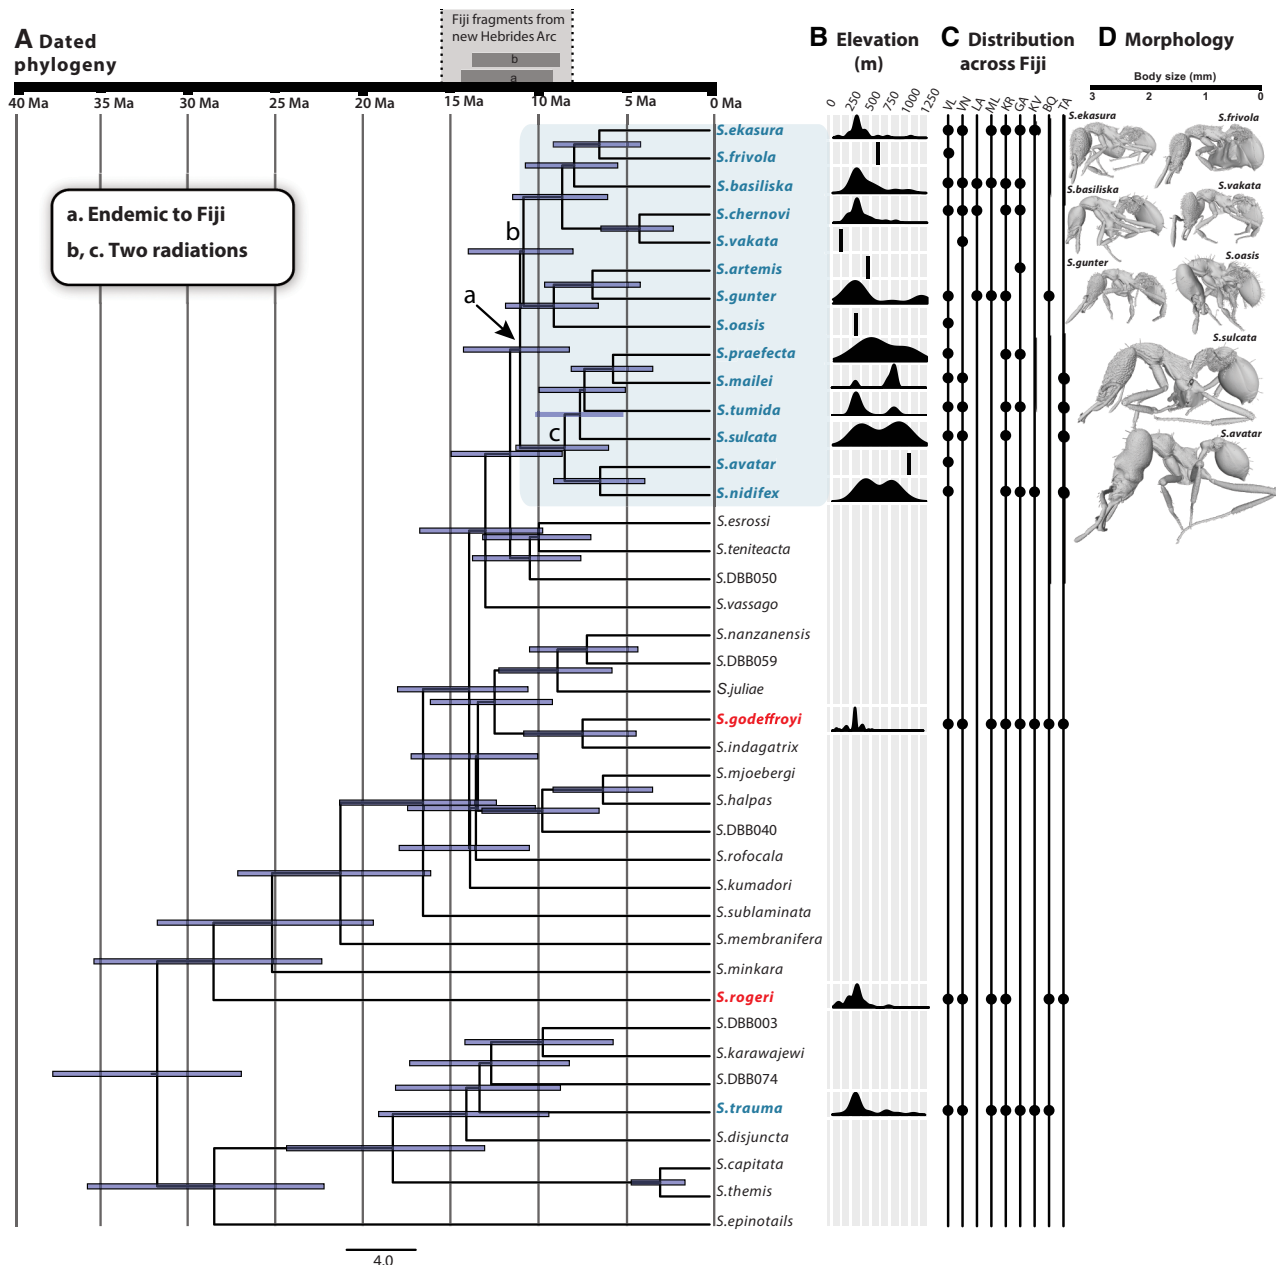 A Dated
phylogeny
Fiji fragments from
new Hebrides Arc
b
a
B Elevation
(m)
C Distribution
across Fiji
D Morphology
Body size (mm)
3 2 1 0
40 Ma 35 Ma 30 Ma 25 Ma 20 Ma 15 Ma 10 Ma 5 Ma 0 Ma
0 250 500 750 1000 1250
VL VN LA ML KR GA KV BQ TA
a. Endemic to Fiji
b, c. Two radiations
b
a
c
S.ekasura
S.frivola
S.basiliska
S.chernovi
S.vakata
S.artemis
S.gunter
S.oasis
S.praefecta
S.mailei
S.tumida
S.sulcata
S.avatar
S.nidifex
S.esrossi
S.teniteacta
S.DBB050
S.vassago
S.nanzanensis
S.DBB059
S.juliae
S.godeffroyi
S.indagatrix
S.mjoebergi
S.halpas
S.DBB040
S.rofocala
S.kumadori
S.sublaminata
S.membranifera
S.minkara
S.rogeri
S.DBB003
S.karawajewi
S.DBB074
S.trauma
S.disjuncta
S.capitata
S.themis
S.epinotails
S.ekasura
S.frivola
S.basiliska
S.vakata
S.gunter
S.oasis
S.sulcata
S.avatar
4.0